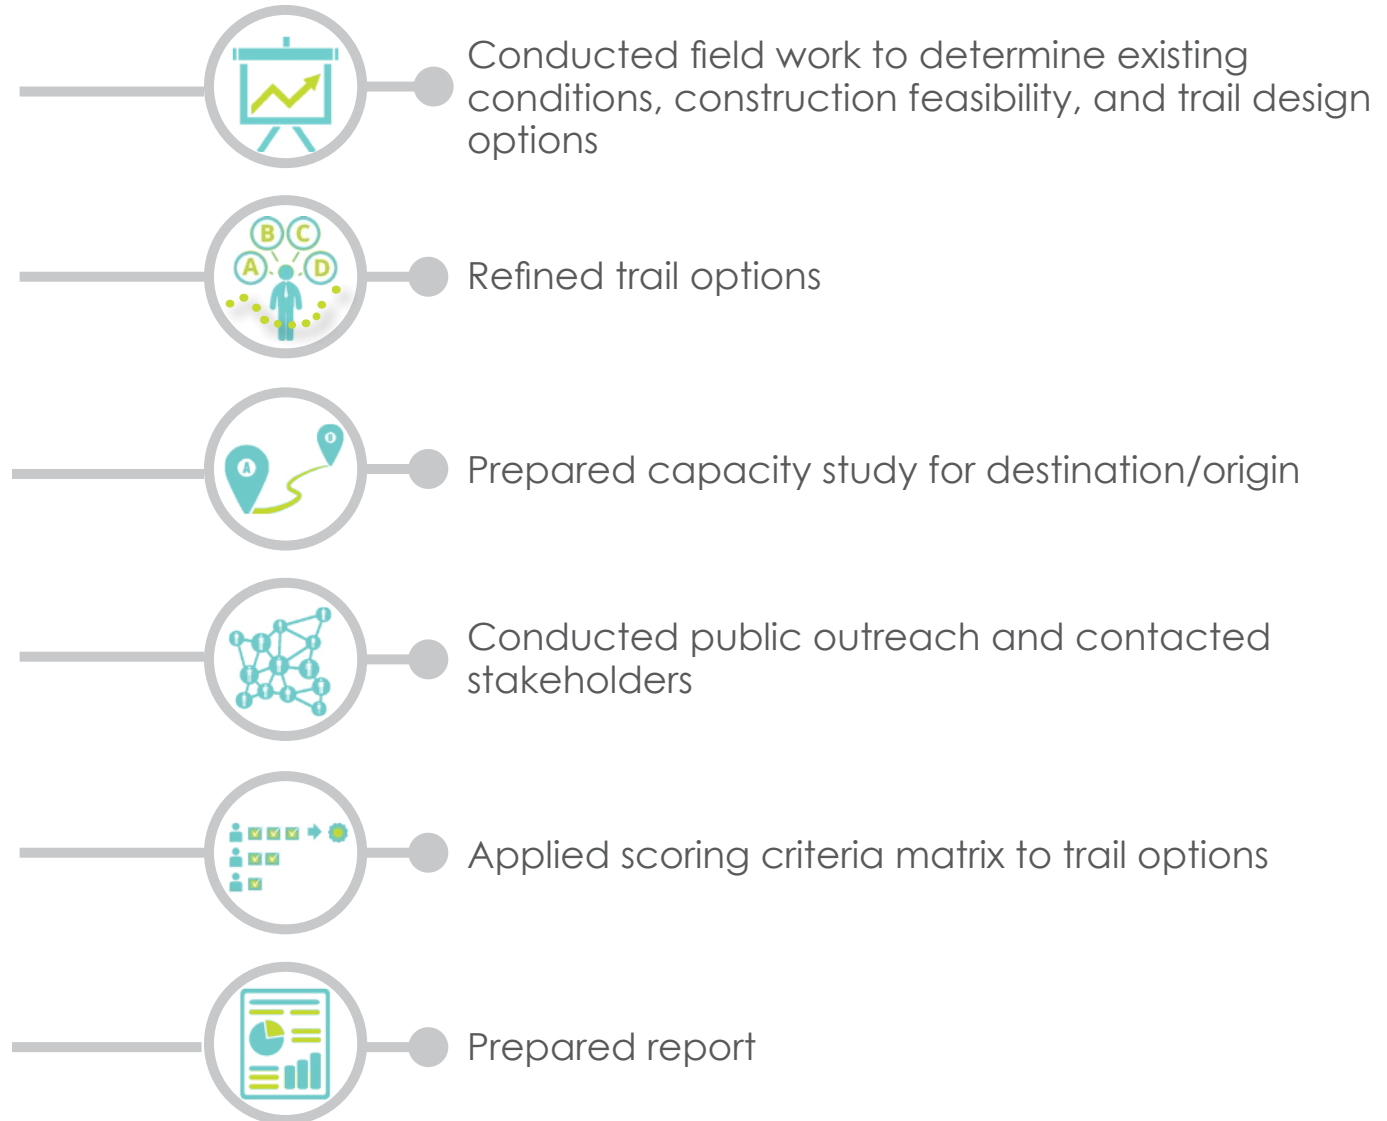 Conducted field work to determine existing
conditions, construction feasibility, and trail design
options
B C
A D
Refined trail options
A
B
Prepared capacity study for destination/origin
Conducted public outreach and contacted
stakeholders
Applied scoring criteria matrix to trail options
Prepared report